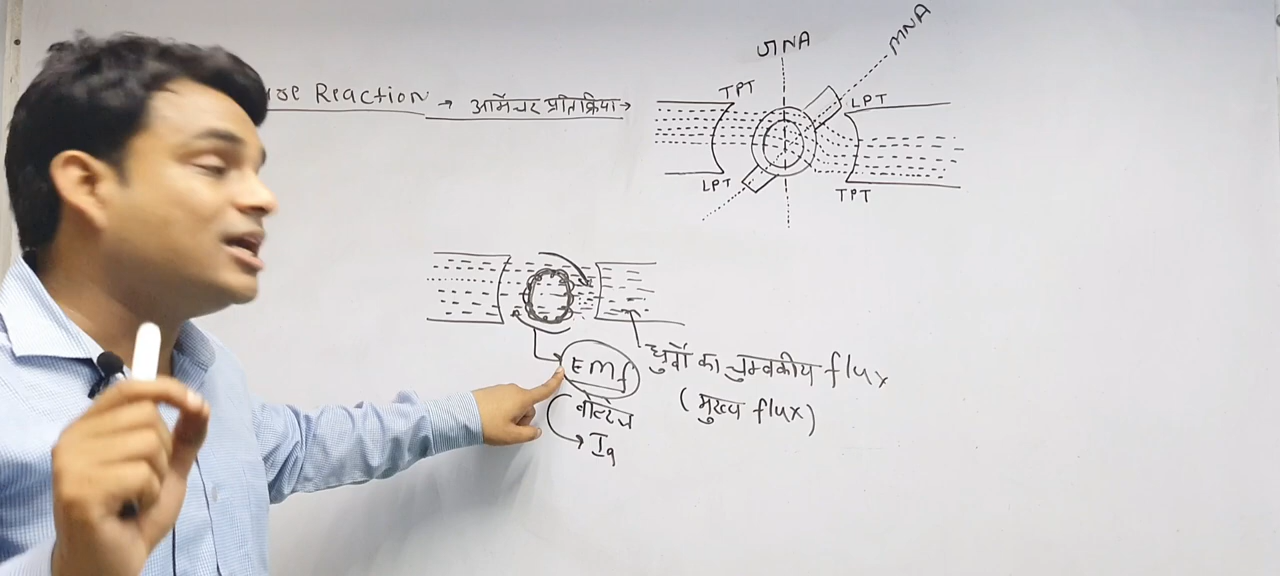 Reaction → आर्मेचर प्रतिक्रिया →
GNA
MNA
TPT
LPT
LPT
TPT
EMf
ध्रुवों का चुम्बकीय flux
(मुख्य flux)
वोल्टेज
Ia